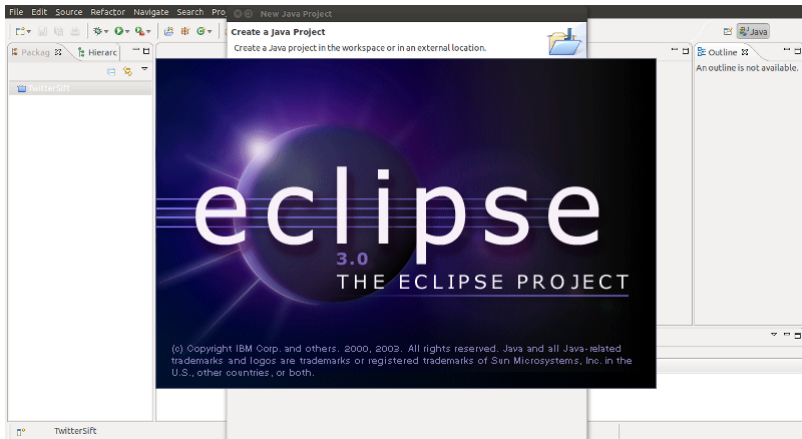 File Edit Source Refactor Navigate Search Pro
New Java Project
Create a Java Project
Create a Java project in the workspace or in an external location.
Java
Packag
Hierarc
Outline
An outline is not available.
TwitterSift
eclipse
3.0
THE ECLIPSE PROJECT
(c) Copyright IBM Corp. and others. 2000, 2003. All rights reserved. Java and all Java-related
trademarks and logos are trademarks or registered trademarks of Sun Microsystems, Inc. in the
U.S., other countries, or both.
TwitterSift